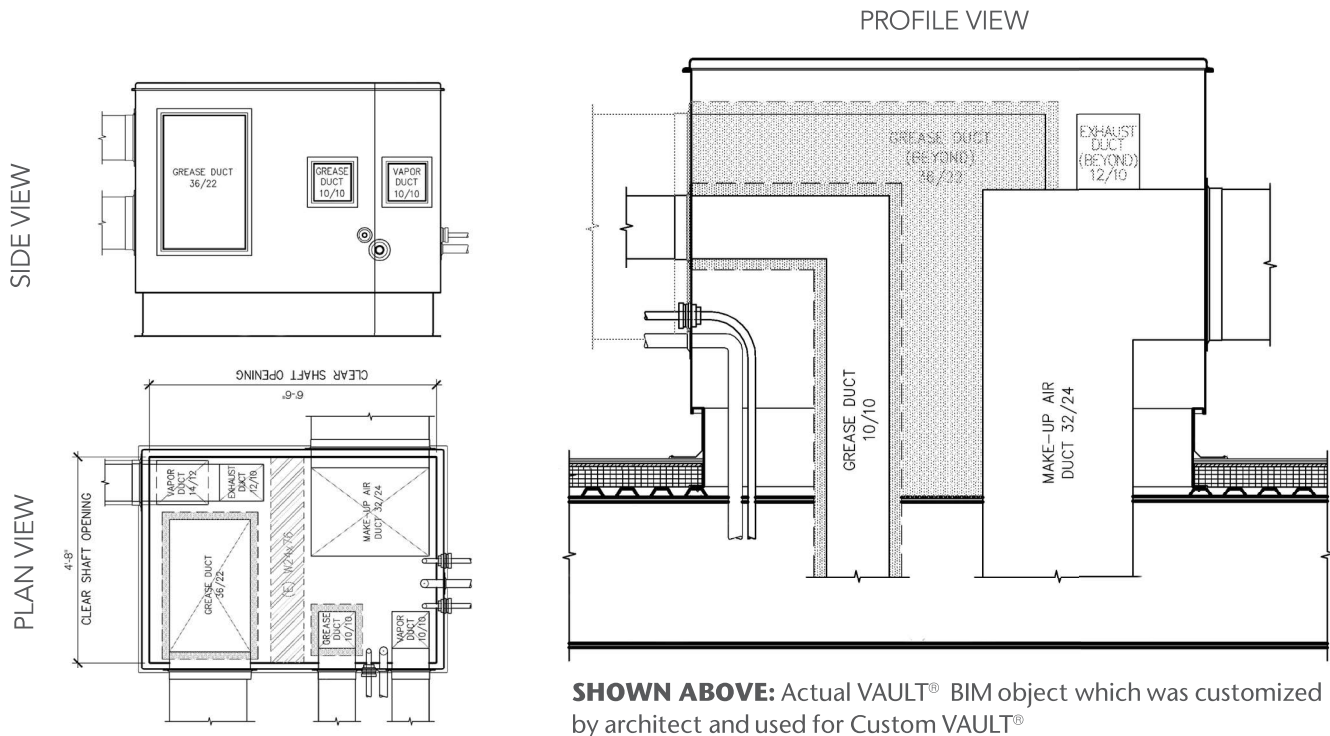 PROFILE VIEW
SIDE VIEW
GREASE DUCT
36/22
GREASE
DUCT
10/10
VAPOR
DUCT
10/10
GREASE DUCT
(BEYOND)
36/22
EXHAUST
DUCT
(BEYOND)
12/10
GREASE DUCT
10/10
MAKE-UP AIR
DUCT 32/24
PLAN VIEW
CLEAR SHAFT OPENING
6'-6"
4'-8"
CLEAR SHAFT OPENING
VAPOR
DUCT
14/12
EXHAUST
DUCT
12/10
MAKE-UP AIR
DUCT 32/24
GREASE DUCT
36/22
(E) W24x76
GREASE
DUCT
10/10
VAPOR
DUCT
10/10
SHOWN ABOVE: Actual VAULT® BIM object which was customized
by architect and used for Custom VAULT®